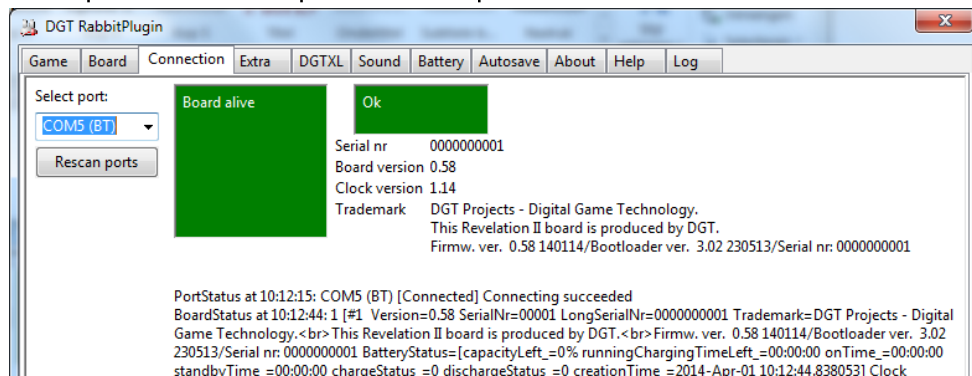 DGT RabbitPlugin
x
Game Board Connection Extra DGTXL Sound Battery Autosave About Help Log
Select port:
COM5 (BT)
Rescan ports
Board alive
Ok
Serial nr 0000000001
Board version 0.58
Clock version 1.14
Trademark DGT Projects - Digital Game Technology.
This Revelation II board is produced by DGT.
Firmw. ver. 0.58 140114/Bootloader ver. 3.02 230513/Serial nr: 0000000001
PortStatus at 10:12:15: COM5 (BT) [Connected] Connecting succeeded
BoardStatus at 10:12:44: 1 [#1 Version=0.58 SerialNr=00001 LongSerialNr=0000000001 Trademark=DGT Projects - Digital
Game Technology.<br>This Revelation II board is produced by DGT.<br>Firmw. ver. 0.58 140114/Bootloader ver. 3.02
230513/Serial nr: 0000000001 BatteryStatus=[capacityLeft_=0% runningChargingTimeLeft_=00:00:00 onTime_=00:00:00
standbyTime_=00:00:00 chargeStatus_=0 dischargeStatus_=0 creationTime_=2014-Apr-01 10:12:44.838053] Clock